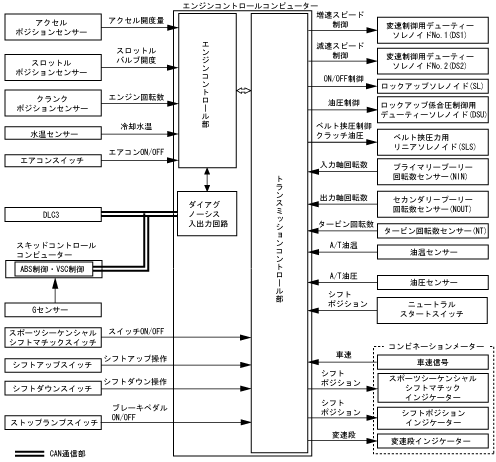 エンジンコントロールコンピューター
アクセル
ポジションセンサー
アクセル開度量
スロットル
ポジションセンサー
スロットル
バルブ開度
クランク
ポジションセンサー
エンジン回転数
水温センサー
冷却水温
エアコンスイッチ
エアコンON/OFF
エンジンコントロール部
ダイアグ
ノーシス
入出力回路
トランスミッションコントロール部
DLC3
スキッドコントロール
コンピューター
ABS制御・VSC制御
Gセンサー
スポーツシーケンシャル
シフトマチックスイッチ
スイッチON/OFF
シフトアップスイッチ
シフトアップ操作
シフトダウンスイッチ
シフトダウン操作
ストップランプスイッチ
ブレーキペダル
ON/OFF
CAN通信部
増速スピード
制御
変速制御用デューティー
ソレノイドNo.1(DS1)
減速スピード
制御
変速制御用デューティー
ソレノイドNo.2(DS2)
ON/OFF制御
ロックアップソレノイド(SL)
油圧制御
ロックアップ係合圧制御用
デューティーソレノイド(DSU)
ベルト挟圧制御
クラッチ油圧
ベルト挟圧力用
リニアソレノイド(SLS)
入力軸回転数
プライマリープーリー
回転数センサー(NIN)
出力軸回転数
セカンダリープーリー
回転数センサー(NOUT)
タービン回転数
タービン回転数センサー(NT)
A/T油温
油温センサー
A/T油圧
油圧センサー
シフト
ポジション
ニュートラル
スタートスイッチ
コンビネーションメーター
車速
車速信号
シフト
ポジション
スポーツシーケンシャル
シフトマチック
インジケーター
シフト
ポジション
シフトポジション
インジケーター
変速段
変速段インジケーター